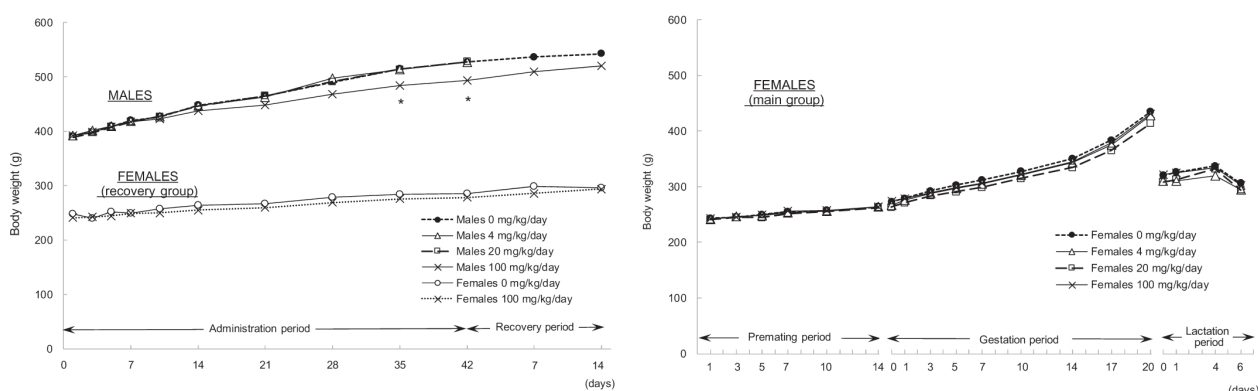 600
500
400
300
200
100
0
Body weight (g)
MALES
*
*
FEMALES
(recovery group)
Males 0 mg/kg/day
Males 4 mg/kg/day
Males 20 mg/kg/day
Males 100 mg/kg/day
Females 0 mg/kg/day
Females 100 mg/kg/day
Administration period
Recovery period
0 7 14 21 28 35 42 7 14
(days)
600
500
400
300
200
100
0
Body weight (g)
FEMALES
(main group)
Females 0 mg/kg/day
Females 4 mg/kg/day
Females 20 mg/kg/day
Females 100 mg/kg/day
Premating period
Gestation period
Lactation
period
1 3 5 7 10 14 0 1 3 5 7 10 14 17 20 0 1 4 6
(days)